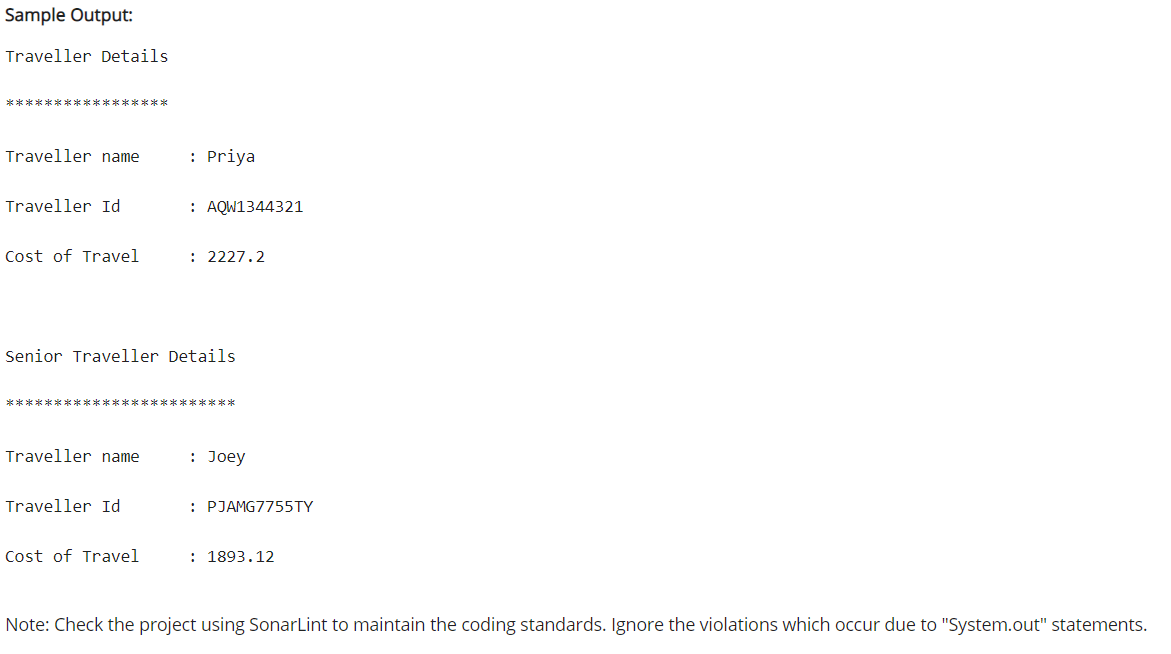 Sample Output:
Traveller Details
*****************
Traveller name     : Priya
Traveller Id       : AQW1344321
Cost of Travel     : 2227.2
Senior Traveller Details
************************
Traveller name     : Joey
Traveller Id       : PJAMG7755TY
Cost of Travel     : 1893.12
Note: Check the project using SonarLint to maintain the coding standards. Ignore the violations which occur due to "System.out" statements.